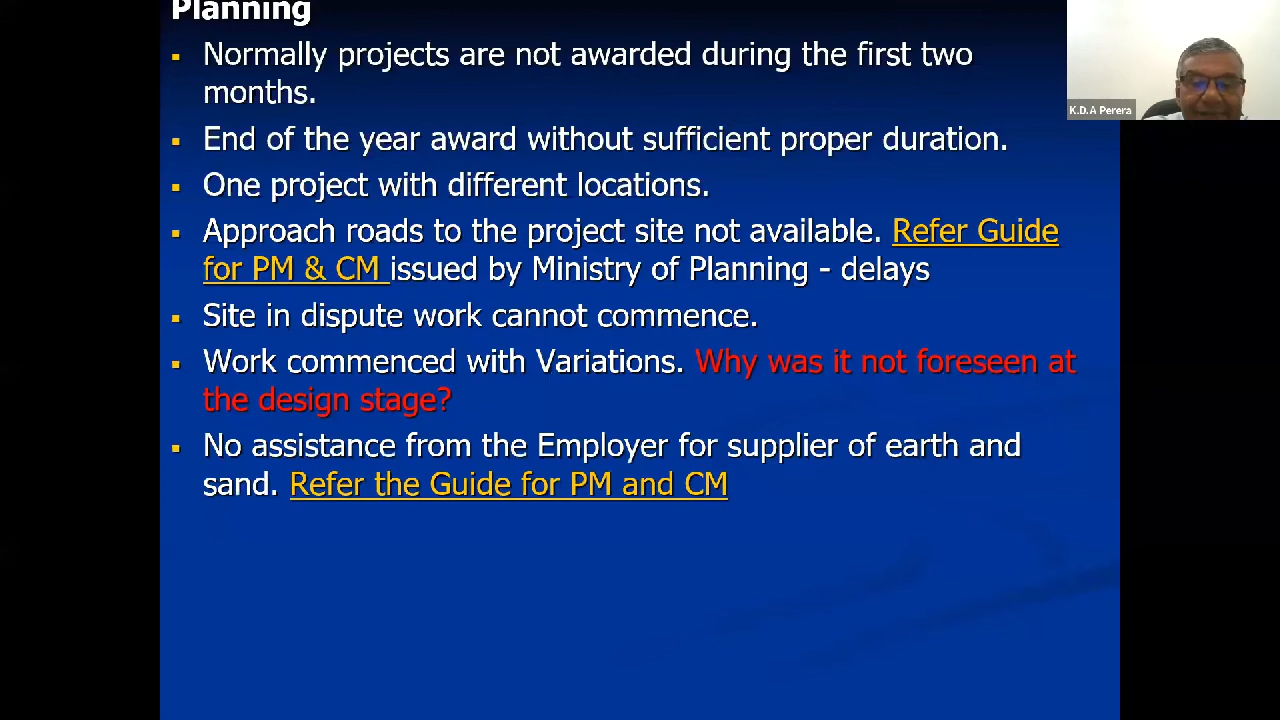 Planning
Normally projects are not awarded during the first two
months.
End of the year award without sufficient proper duration.
One project with different locations.
Approach roads to the project site not available. Refer Guide
for PM & CM issued by Ministry of Planning - delays
Site in dispute work cannot commence.
Work commenced with Variations. Why was it not foreseen at
the design stage?
No assistance from the Employer for supplier of earth and
sand. Refer the Guide for PM and CM
K.D.A Perera